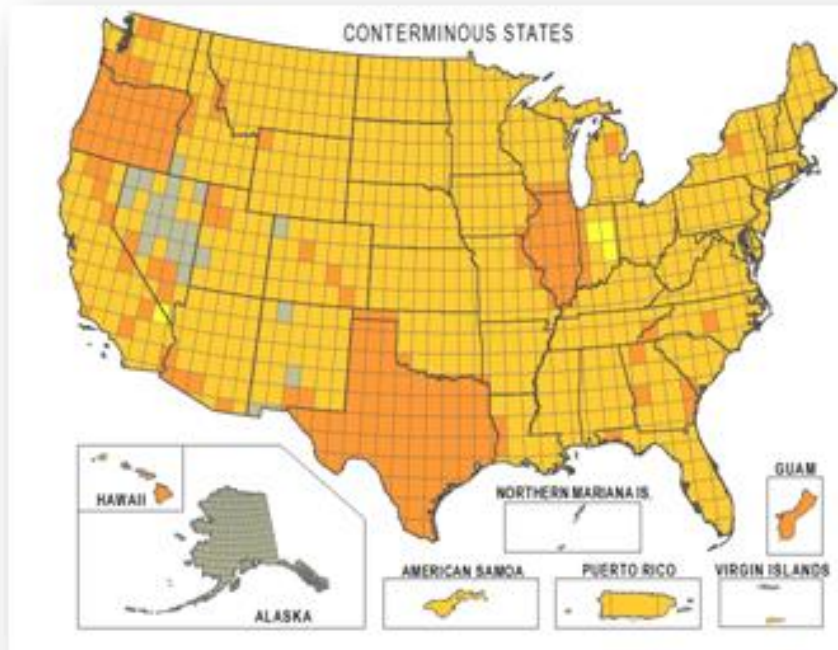 CONTERMINOUS STATES
GUAM
HAWAII
NORTHERN MARIANA IS.
AMERICAN SAMOA
PUERTO RICO
VIRGIN ISLANDS
ALASKA